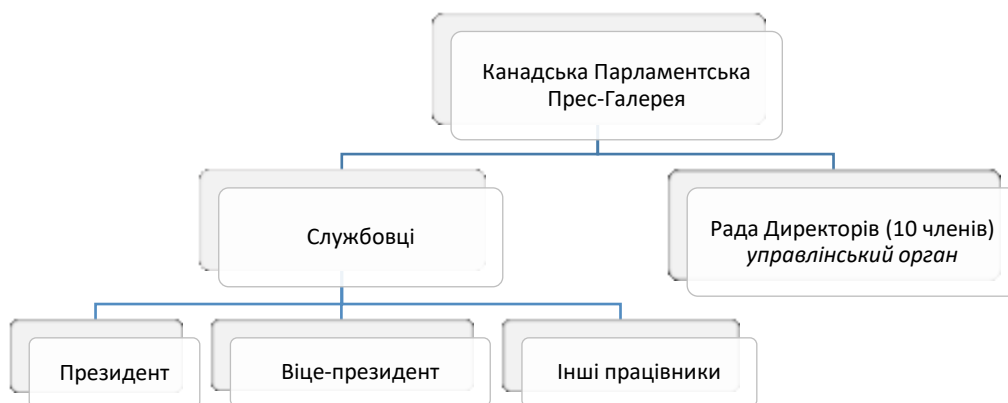 Канадська Парламентська
Прес-Галерея
Службовці
Рада Директорів (10 членів)
управлінський орган
Президент
Віце-президент
Інші працівники